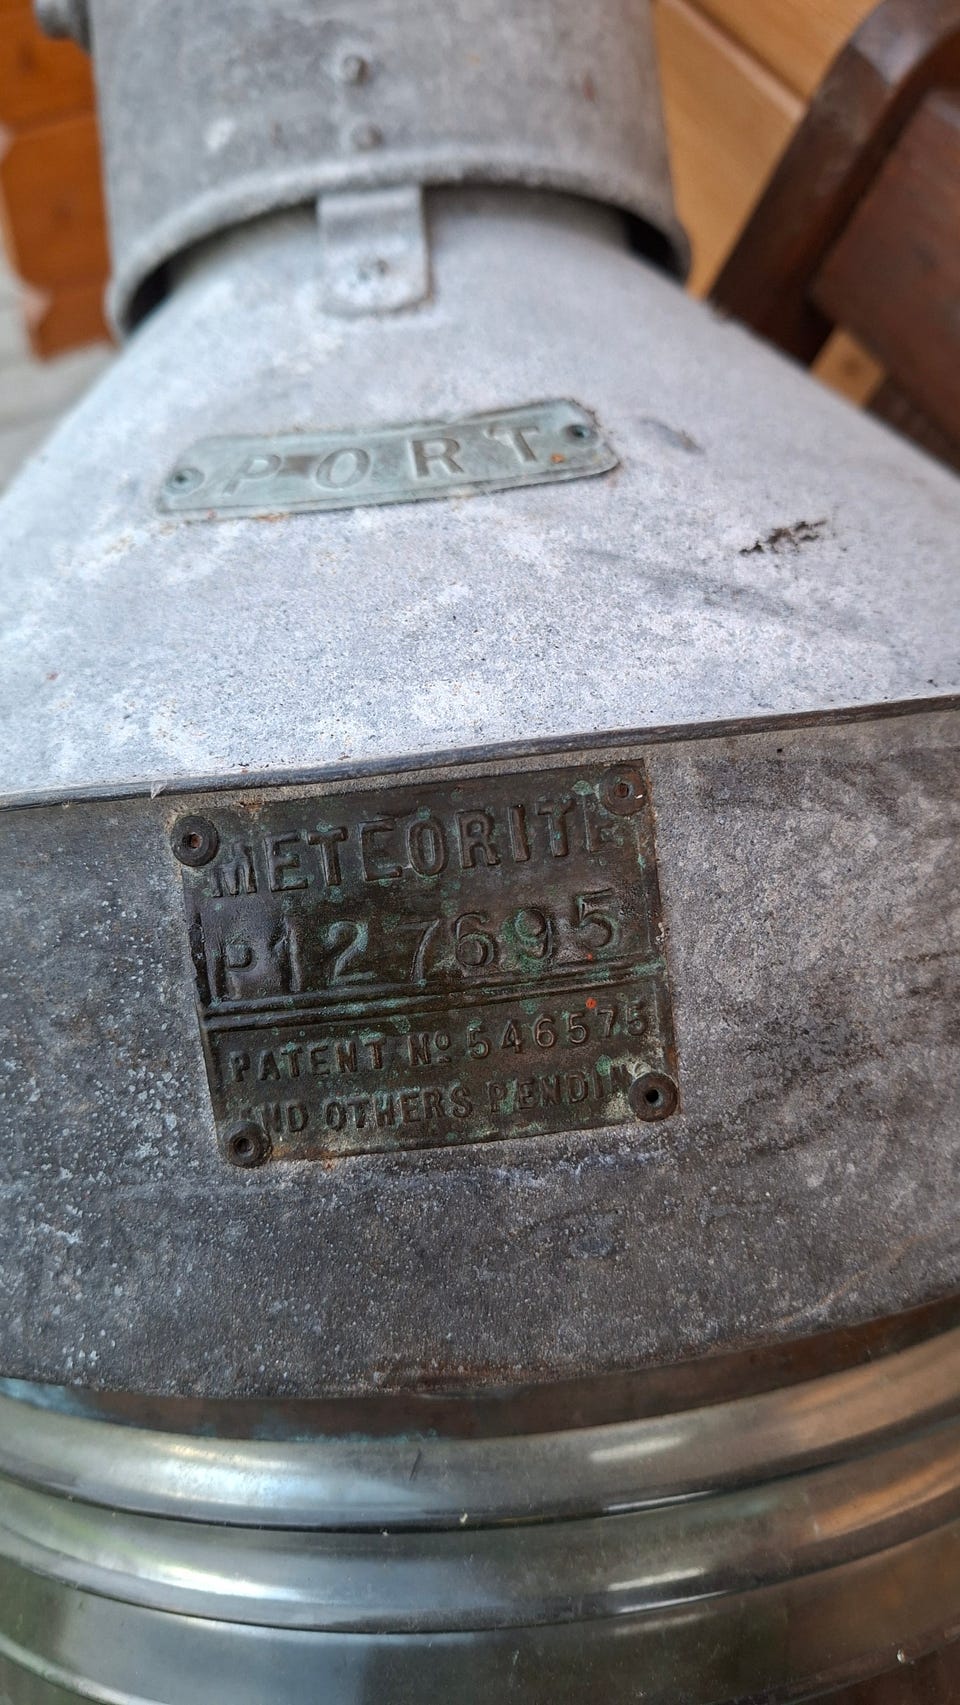 PORT
METEORITE
P127695
PATENT Nº 546575
AND OTHERS PENDING